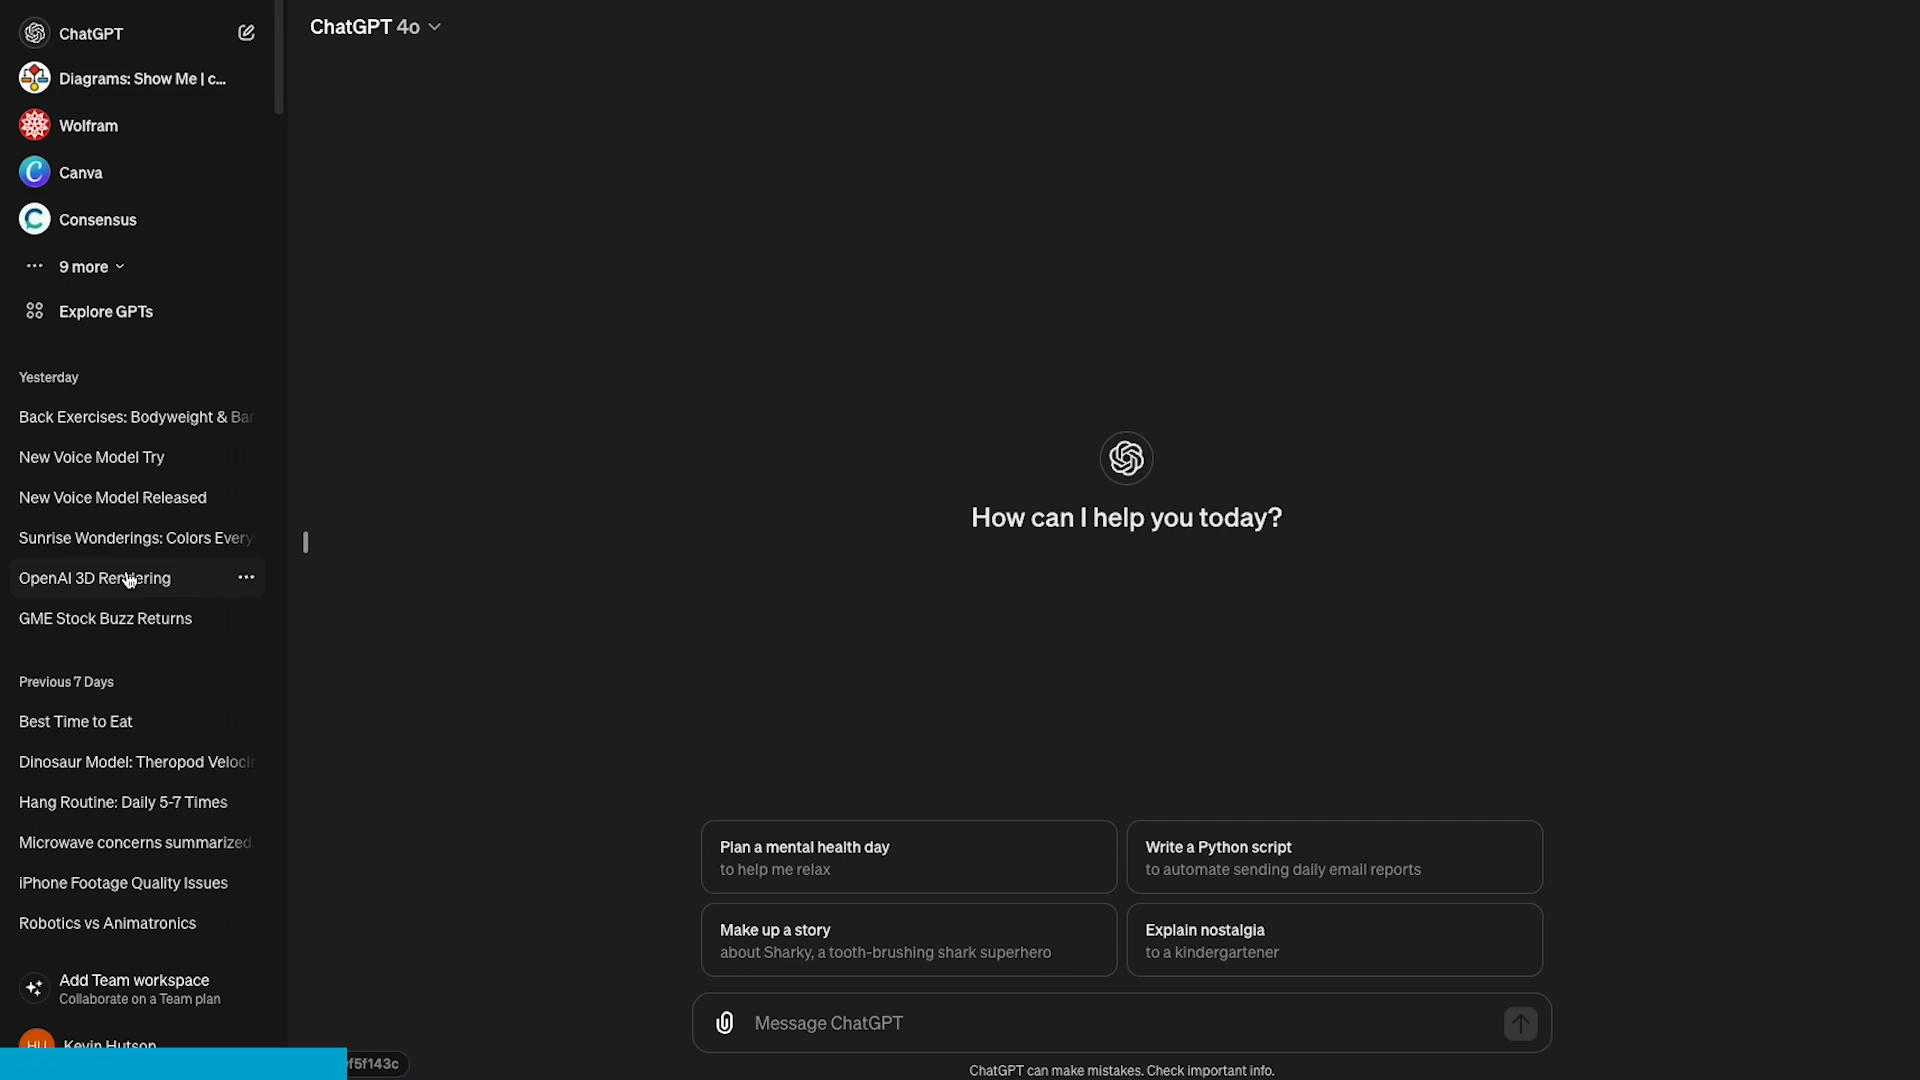 ChatGPT
Diagrams: Show Me | c...
Wolfram
Canva
Consensus
9 more
Explore GPTs
Yesterday
Back Exercises: Bodyweight & Bar
New Voice Model Try
New Voice Model Released
Sunrise Wonderings: Colors Every
OpenAI 3D Rendering
GME Stock Buzz Returns
Previous 7 Days
Best Time to Eat
Dinosaur Model: Theropod
Hang Routine: Daily 5-7 Times
Microwave concerns summarized
iPhone Footage Quality Issues
Robotics vs Animatronics
Add Team workspace
Collaborate on a Team plan
HU Kevin Hutson
f5f143c
ChatGPT 4o
How can I help you today?
Plan a mental health day
to help me relax
Write a Python script
to automate sending daily email reports
Make up a story
about Sharky, a tooth-brushing shark superhero
Explain nostalgia
to a kindergartener
Message ChatGPT
ChatGPT can make mistakes. Check important info.